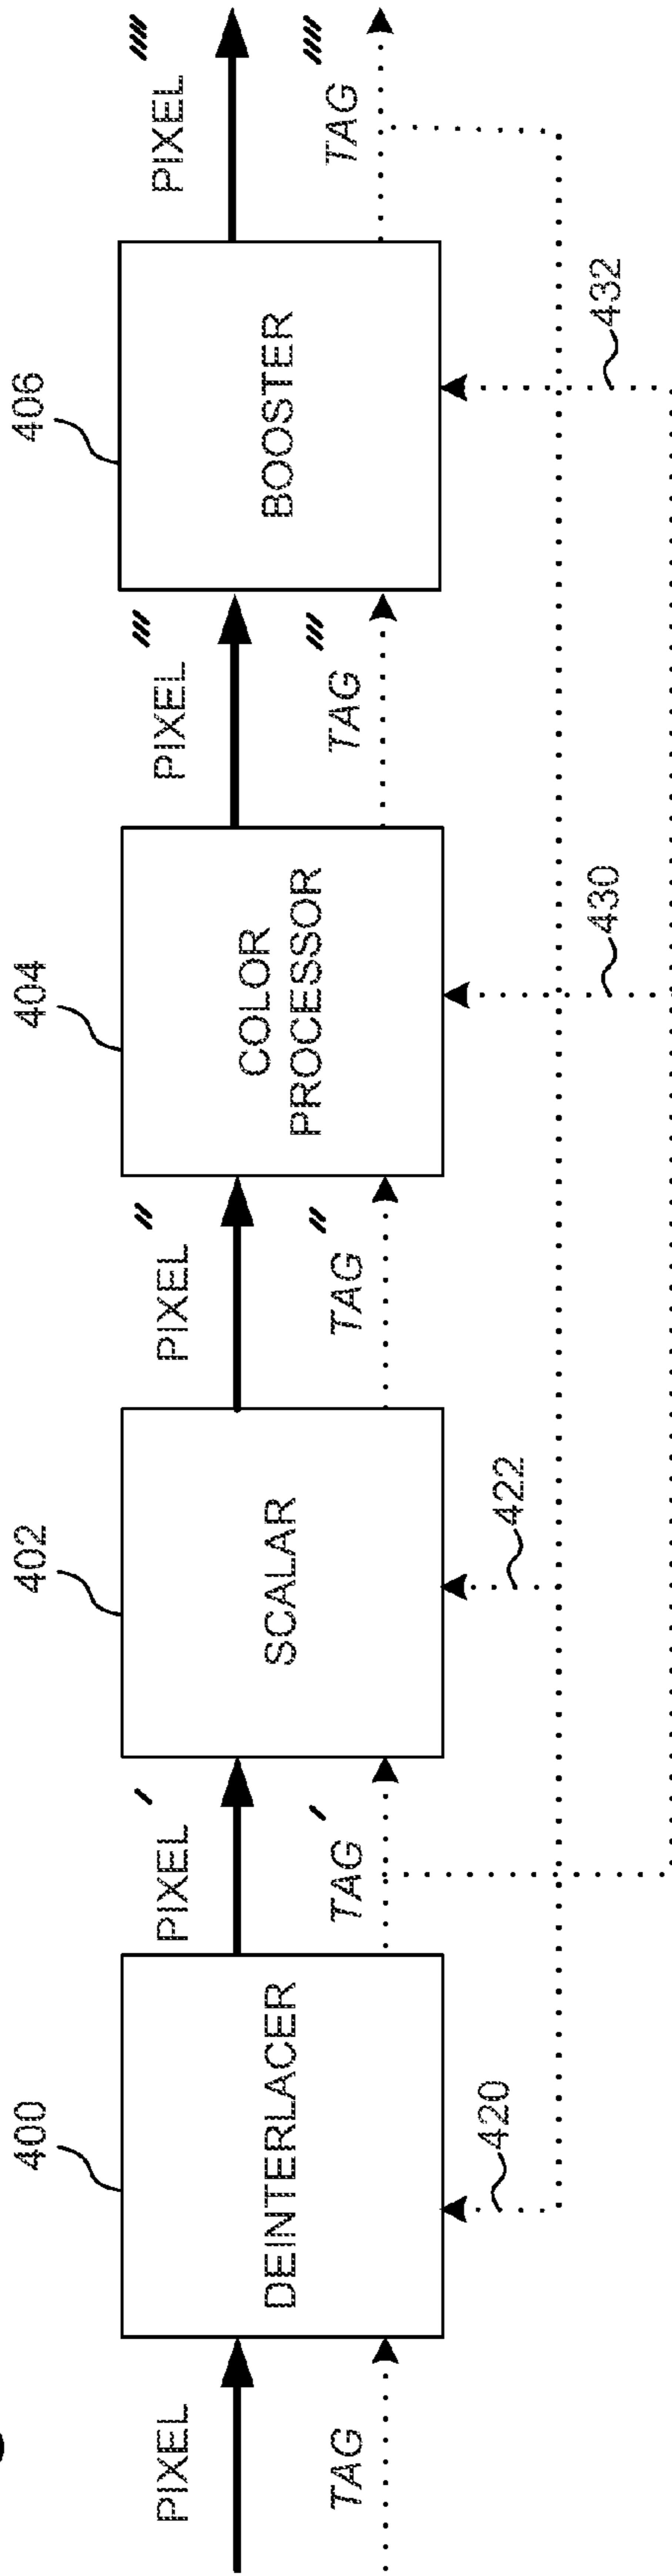 400
402
404
406
PIXEL
PIXEL′
PIXEL″
PIXEL‴
PIXEL⁗
DEINTERLACER
SCALAR
COLOR
PROCESSOR
BOOSTER
TAG
TAG′
TAG″
TAG‴
TAG⁗
420
422
430
432